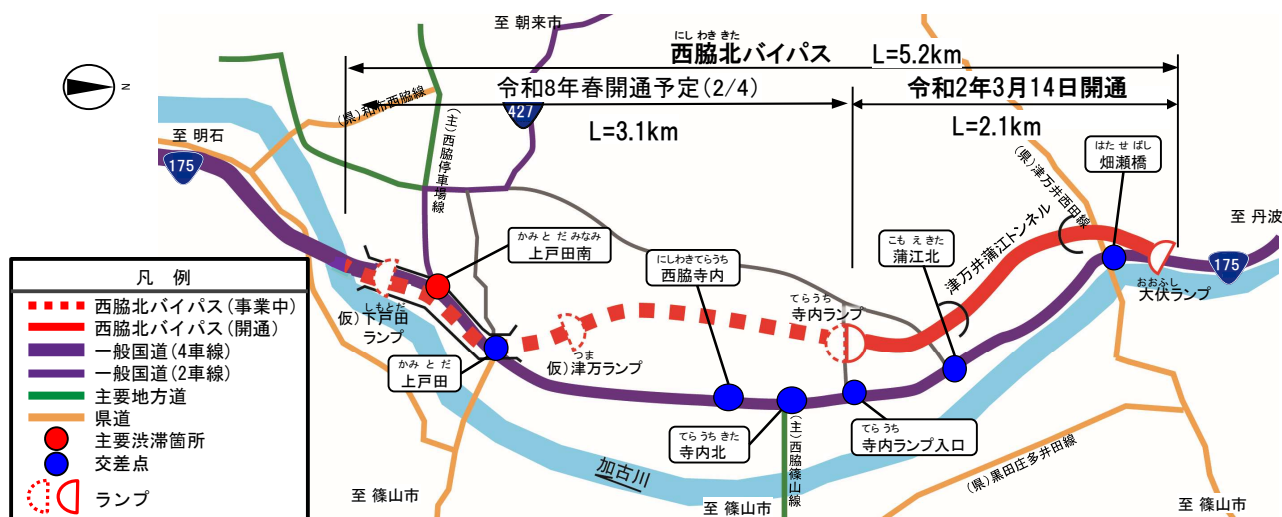 至 朝来市
にし わき きた
西脇北バイパス L=5.2km
令和8年春開通予定(2/4)
令和2年3月14日開通
L=3.1km
L=2.1km
N
(県)和布西脇線
(主)西脇停車場線
427
至 明石
175
はた せ ばし
畑瀬橋
(県)津万井西田線
至 丹波
175
かみ と だ みなみ
上戸田南
にしわきてらうち
西脇寺内
こも え きた
蒲江北
津万井蒲江トンネル
おおふし
大伏ランプ
てらうち
寺内ランプ
しもとだ
仮)下戸田
ランプ
つま
仮)津万ランプ
かみ と だ
上戸田
てら うち きた
寺内北
てら うち
寺内ランプ入口
(主)西脇篠山線
(県)黒田庄多井田線
加古川
至 篠山市
至 篠山市
至 篠山市
凡 例
西脇北バイパス(事業中)
西脇北バイパス(開通)
一般国道(4車線)
一般国道(2車線)
主要地方道
県道
主要渋滞箇所
交差点
ランプ